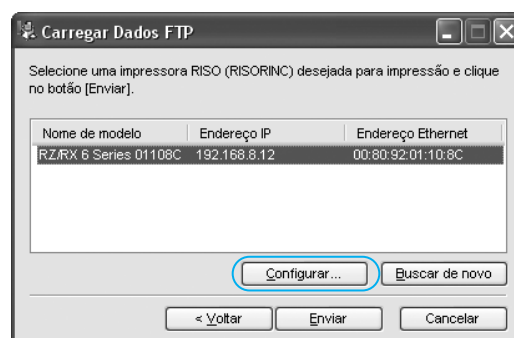 Carregar Dados FTP
Selecione uma impressora RISO (RISORINC) desejada para impressão e clique
no botão [Enviar].
Nome de modelo Endereço IP Endereço Ethernet
RZ/RX 6 Series 01108C 192.168.8.12 00:80:92:01:10:8C
Configurar... Buscar de novo
< Voltar Enviar Cancelar